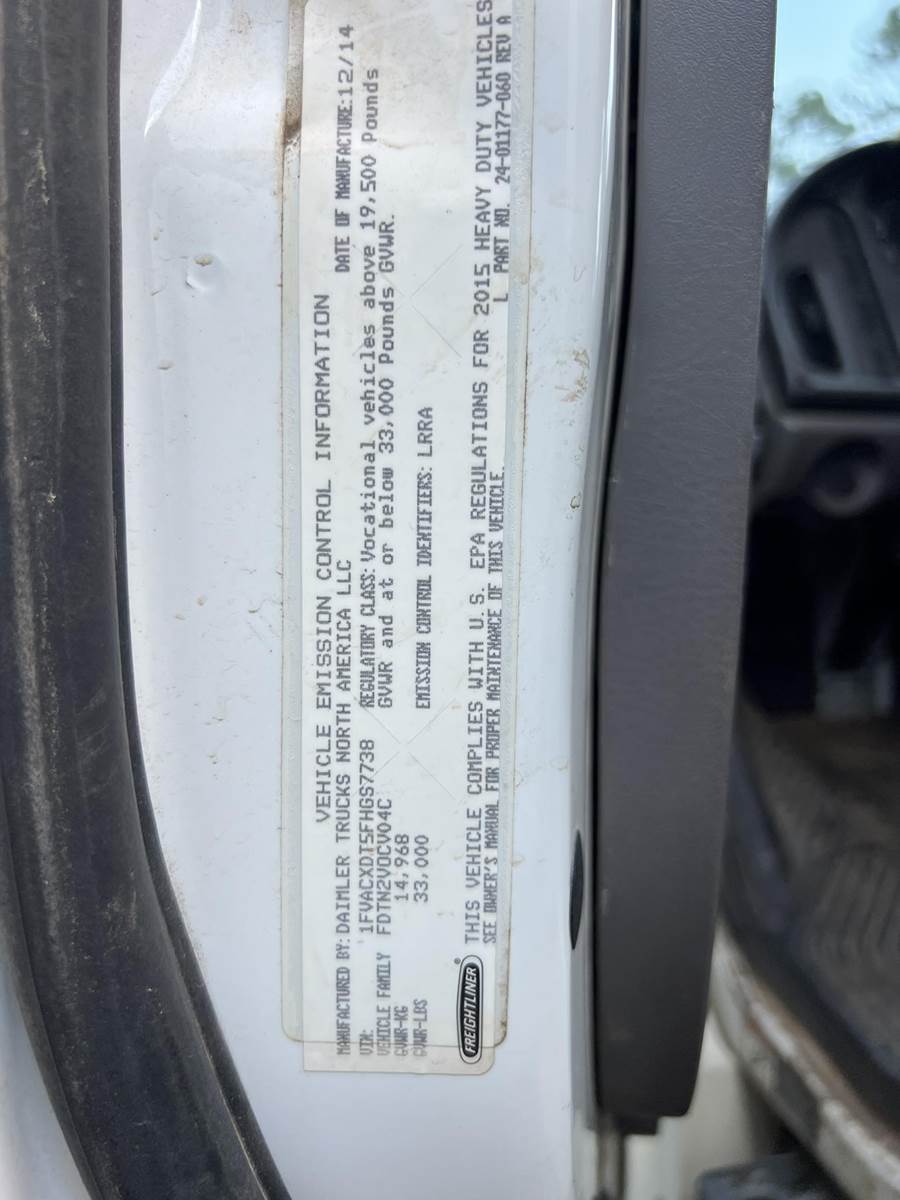 VEHICLE EMISSION CONTROL INFORMATION
MANUFACTURED BY: DAIMLER TRUCKS NORTH AMERICA LLC DATE OF MANUFACTURE: 12/14
VIN: 1FVACXDT5FHGS7738 REGULATORY CLASS: Vocational vehicles above 19,500 Pounds
VEHICLE FAMILY FDTN2VOCV04C GVWR and at or below 33,000 Pounds GVWR.
GVWR-KG 14,968
GVWR-LBS 33,000 EMISSION CONTROL IDENTIFIERS: LRRA
FREIGHTLINER®
THIS VEHICLE COMPLIES WITH U.S. EPA REGULATIONS FOR 2015 HEAVY DUTY VEHICLES
SEE OWNER'S MANUAL FOR PROPER MAINTENANCE OF THIS VEHICLE. L PART NO. 24-01177-060 REV A